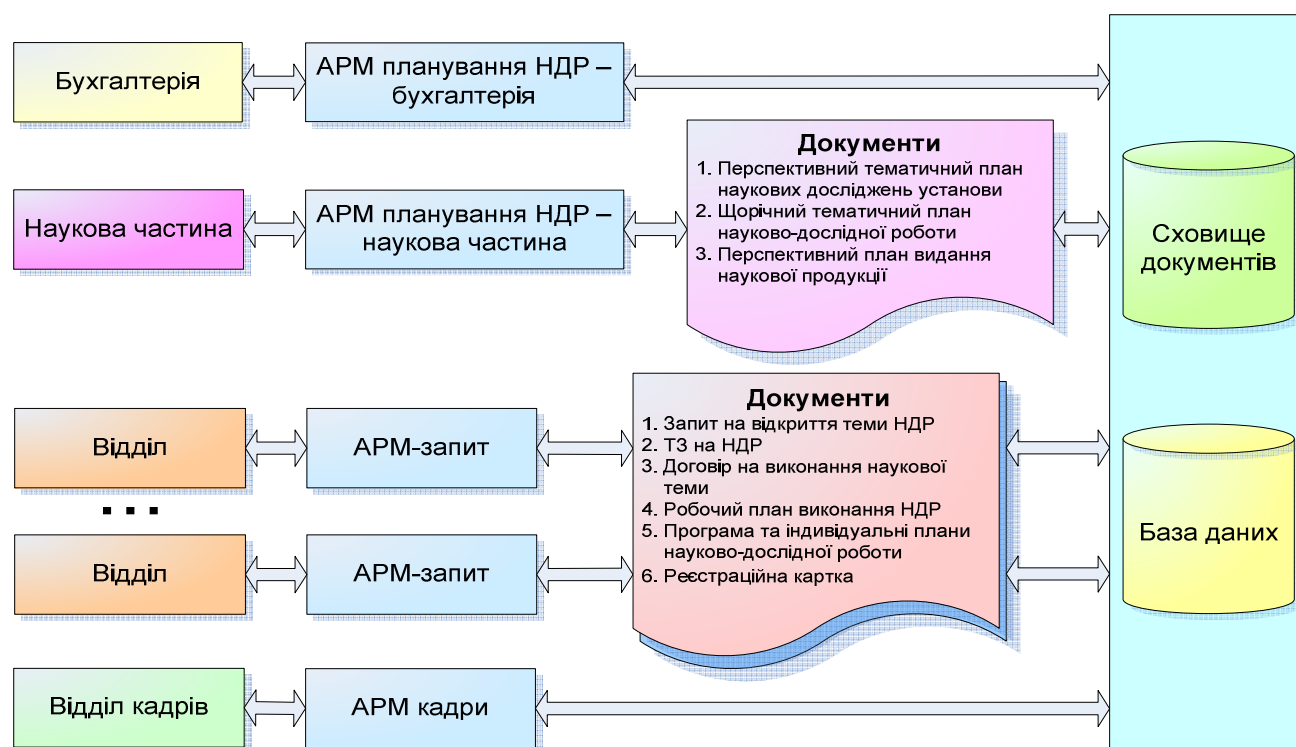 Бухгалтерія
АРМ планування НДР –
бухгалтерія
Наукова частина
АРМ планування НДР –
наукова частина
Документи
1. Перспективний тематичний план
наукових досліджень установи
2. Щорічний тематичний план
науково-дослідної роботи
3. Перспективний план видання
наукової продукції
Сховище
документів
Відділ
АРМ-запит
...
Відділ
АРМ-запит
Документи
1. Запит на відкриття теми НДР
2. ТЗ на НДР
3. Договір на виконання наукової
теми
4. Робочий план виконання НДР
5. Програма та індивідуальні плани
науково-дослідної роботи
6. Реєстраційна картка
База даних
Відділ кадрів
АРМ кадри